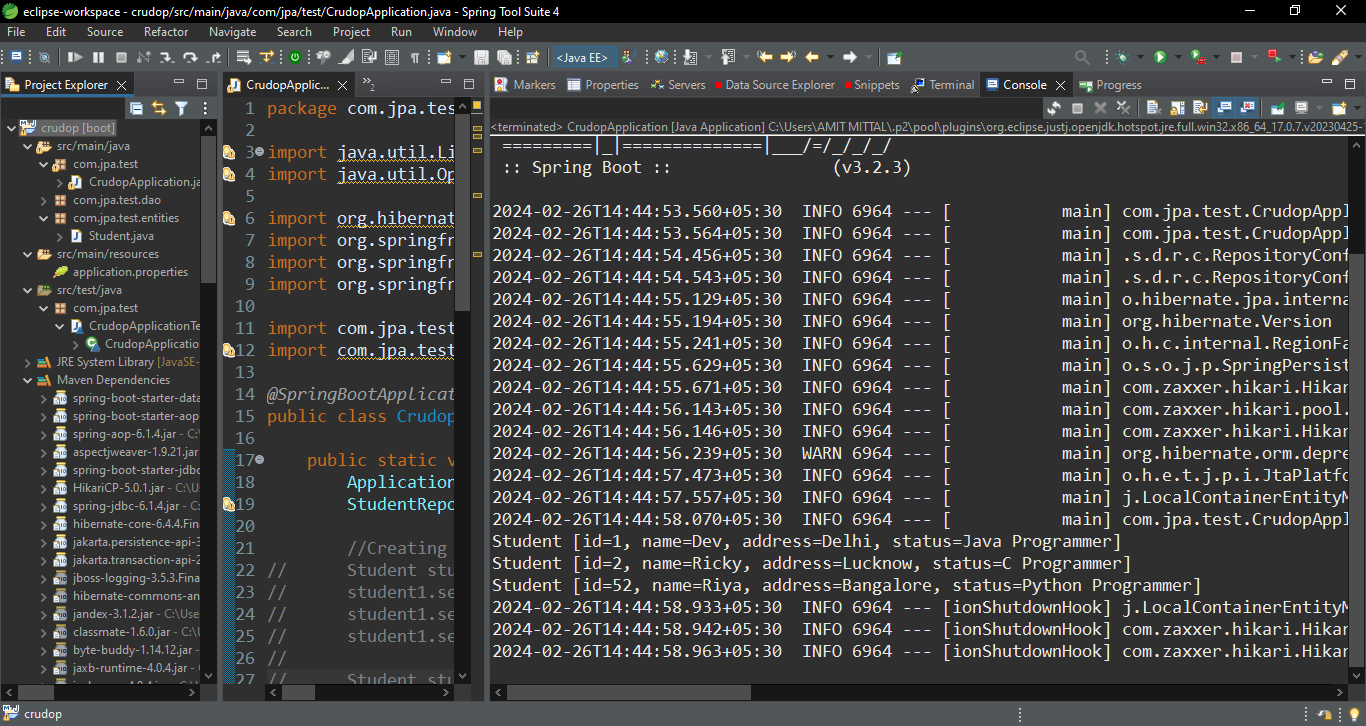 eclipse-workspace - crudop/src/main/java/com/jpa/test/CrudopApplication.java - Spring Tool Suite 4
File Edit Source Refactor Navigate Search Project Run Window Help
<Java EE>
Project Explorer
crudop [boot]
src/main/java
com.jpa.test
CrudopApplication.ja
com.jpa.test.dao
com.jpa.test.entities
Student.java
src/main/resources
application.properties
src/test/java
com.jpa.test
CrudopApplicationTe
CrudopApplicatio
JRE System Library [JavaSE-
Maven Dependencies
spring-boot-starter-data
spring-boot-starter-aop
spring-aop-6.1.4.jar - C:\
aspectjweaver-1.9.21.jar
spring-boot-starter-jdbc
HikariCP-5.0.1.jar - C:\U
spring-jdbc-6.1.4.jar - C:
hibernate-core-6.4.4.Fin
jakarta.persistence-api-3
jakarta.transaction-api-2
jboss-logging-3.5.3.Fina
hibernate-commons-an
jandex-3.1.2.jar - C:\Use
classmate-1.6.0.jar - C:\
byte-buddy-1.14.12.jar -
jaxb-runtime-4.0.4.jar -
CrudopApplic...
2
1 package com.jpa.tes
2
3 import java.util.Li
4 import java.util.Op
5
6 import org.hibernat
7 import org.springfr
8 import org.springfr
9 import org.springfr
10
11 import com.jpa.test
12 import com.jpa.test
13
14 @SpringBootApplicat
15 public class Crudop
16
17 public static v
18 Application
19 StudentRepo
20
21 //Creating
22 // Student stu
23 // student1.se
24 // student1.se
25 // student1.se
26 //
27 // Student stu
Markers Properties Servers Data Source Explorer Snippets Terminal Console Progress
<terminated> CrudopApplication [Java Application] C:\Users\AMIT MITTAL\.p2\pool\plugins\org.eclipse.justj.openjdk.hotspot.jre.full.win32.x86_64_17.0.7.v20230425-
=========|_|==============|___/=/_/_/_/
:: Spring Boot :: (v3.2.3)
2024-02-26T14:44:53.560+05:30 INFO 6964 --- [ main] com.jpa.test.CrudopAppl
2024-02-26T14:44:53.564+05:30 INFO 6964 --- [ main] com.jpa.test.CrudopAppl
2024-02-26T14:44:54.456+05:30 INFO 6964 --- [ main] .s.d.r.c.RepositoryConf
2024-02-26T14:44:54.543+05:30 INFO 6964 --- [ main] .s.d.r.c.RepositoryConf
2024-02-26T14:44:55.129+05:30 INFO 6964 --- [ main] o.hibernate.jpa.interna
2024-02-26T14:44:55.194+05:30 INFO 6964 --- [ main] org.hibernate.Version
2024-02-26T14:44:55.241+05:30 INFO 6964 --- [ main] o.h.c.internal.RegionFa
2024-02-26T14:44:55.629+05:30 INFO 6964 --- [ main] o.s.o.j.p.SpringPersist
2024-02-26T14:44:55.671+05:30 INFO 6964 --- [ main] com.zaxxer.hikari.Hikar
2024-02-26T14:44:56.143+05:30 INFO 6964 --- [ main] com.zaxxer.hikari.pool.
2024-02-26T14:44:56.146+05:30 INFO 6964 --- [ main] com.zaxxer.hikari.Hikar
2024-02-26T14:44:56.239+05:30 WARN 6964 --- [ main] org.hibernate.orm.depre
2024-02-26T14:44:57.473+05:30 INFO 6964 --- [ main] o.h.e.t.j.p.i.JtaPlatfo
2024-02-26T14:44:57.557+05:30 INFO 6964 --- [ main] j.LocalContainerEntityM
2024-02-26T14:44:58.070+05:30 INFO 6964 --- [ main] com.jpa.test.CrudopAppl
Student [id=1, name=Dev, address=Delhi, status=Java Programmer]
Student [id=2, name=Ricky, address=Lucknow, status=C Programmer]
Student [id=52, name=Riya, address=Bangalore, status=Python Programmer]
2024-02-26T14:44:58.933+05:30 INFO 6964 --- [ionShutdownHook] j.LocalContainerEntityM
2024-02-26T14:44:58.942+05:30 INFO 6964 --- [ionShutdownHook] com.zaxxer.hikari.Hikar
2024-02-26T14:44:58.963+05:30 INFO 6964 --- [ionShutdownHook] com.zaxxer.hikari.Hikar
crudop